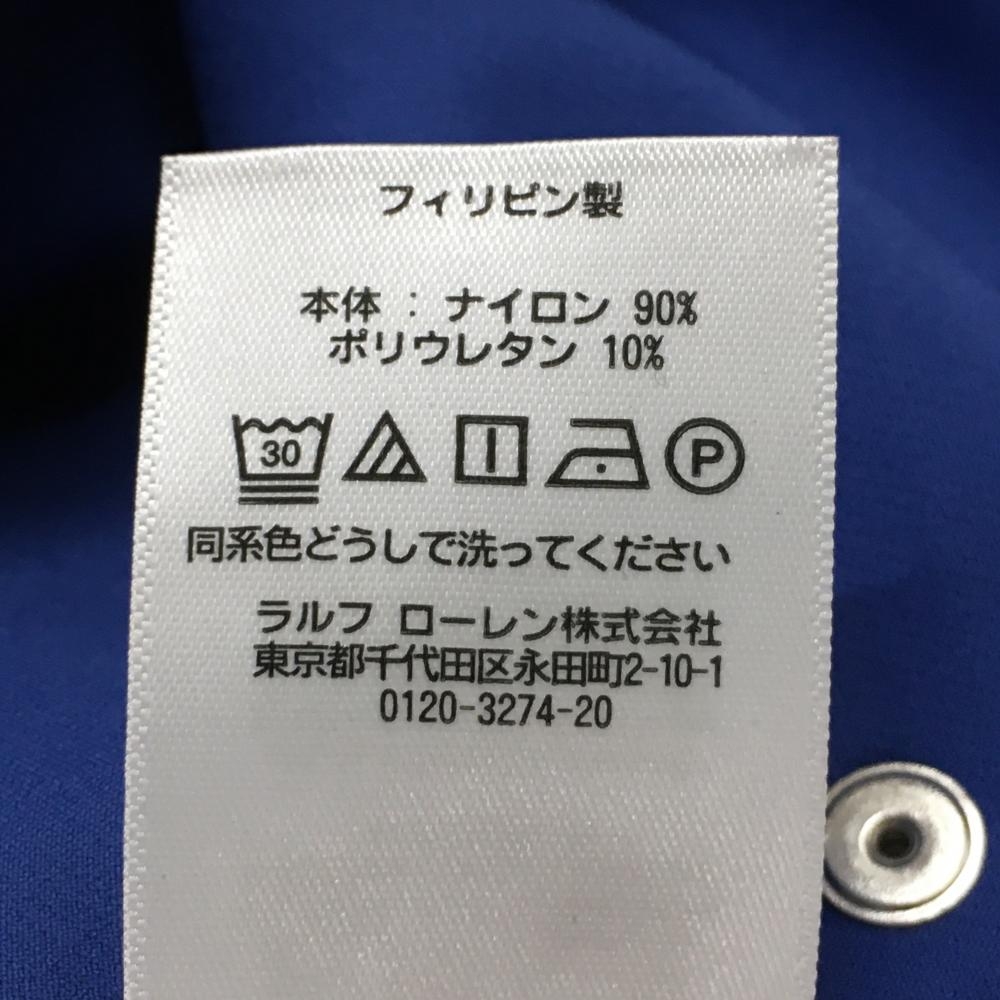 フィリピン製
本体 : ナイロン 90%
ポリウレタン 10%
30 P
同系色どうしで洗ってください
ラルフ ローレン株式会社
東京都千代田区永田町2-10-1
0120-3274-20